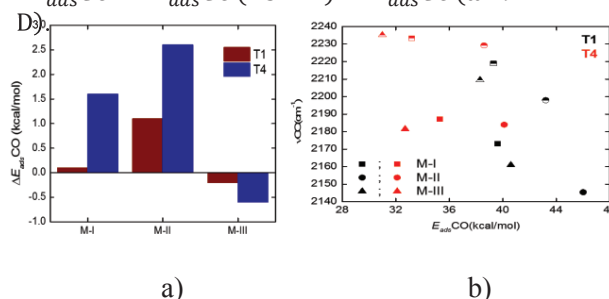 D).
3.0
2.5
2.0
1.5
1.0
0.5
0.0
-0.5
-1.0
ΔE_ads CO (kcal/mol)
T1
T4
M-I
M-II
M-III
a)
2240
2230
2220
2210
2200
2190
2180
2170
2160
2150
2140
νCO(cm⁻¹)
T1
T4
M-I
M-II
M-III
28
32
36
40
44
E_ads CO(kcal/mol)
b)